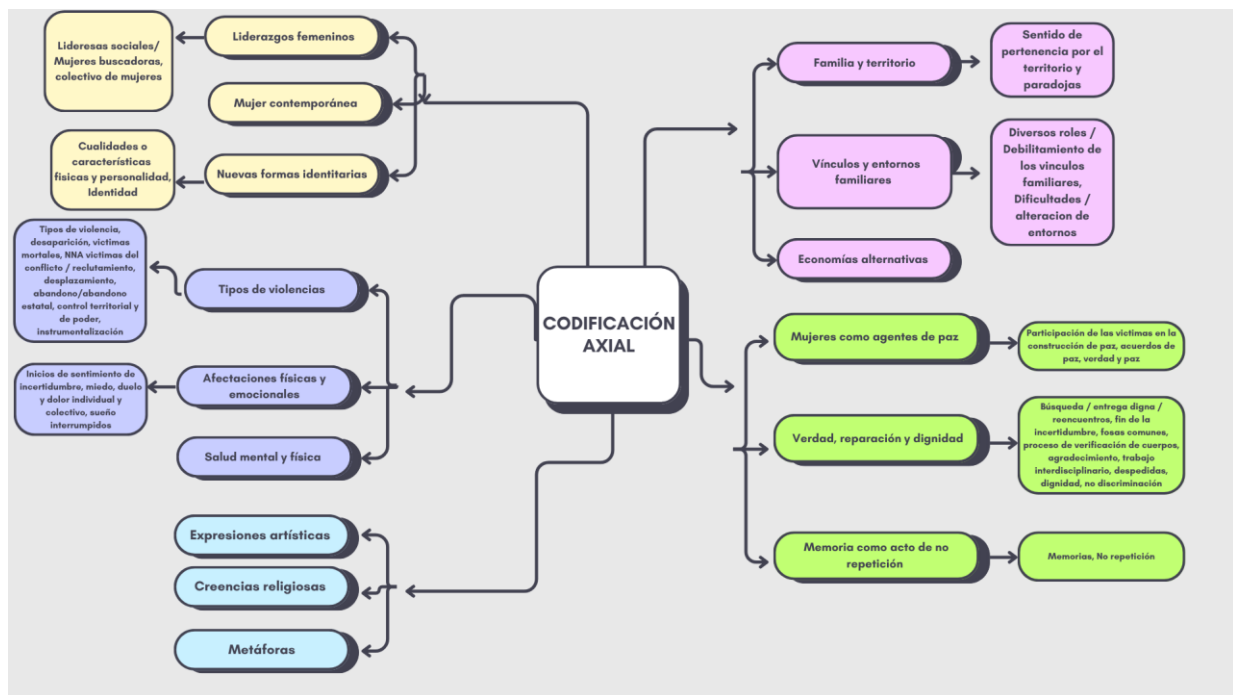 Lideresas sociales/
Mujeres buscadoras,
colectivo de mujeres
Liderazgos femeninos
Mujer contemporánea
Cualidades o
características
fisicas y personalidad,
Identidad
Nuevas formas identitarias
Tipos de violencia,
desaparición, victimas
mortales, NNA victimas del
conflicto / reclutamiento,
desplazamiento,
abandono/abandono
estatal, control territorial y
de poder,
instrumentalización
Tipos de violencias
Inicios de sentimiento de
incertidumbre, miedo, duelo
y dolor individual y
colectivo, sueño
interrumpidos
Afectaciones físicas y
emocionales
Salud mental y física
Expresiones artísticas
Creencias religiosas
Metáforas
CODIFICACIÓN
AXIAL
Familia y territorio
Sentido de
pertenencia por el
territorio y
paradojas
Vínculos y entornos
familiares
Diversos roles /
Debilitamiento de
los vinculos
familiares,
Dificultades /
alteracion de
entornos
Economías alternativas
Mujeres como agentes de paz
Participación de las victimas en la
construcción de paz, acuerdos de
paz, verdad y paz
Verdad, reparación y dignidad
Búsqueda / entrega digna /
reencuentros, fin de la
incertidumbre, fosas comunes,
proceso de verificación de cuerpos,
agradecimiento, trabajo
interdisciplinario, despedidas,
dignidad, no discriminación
Memoria como acto de no
repetición
Memorias, No repetición